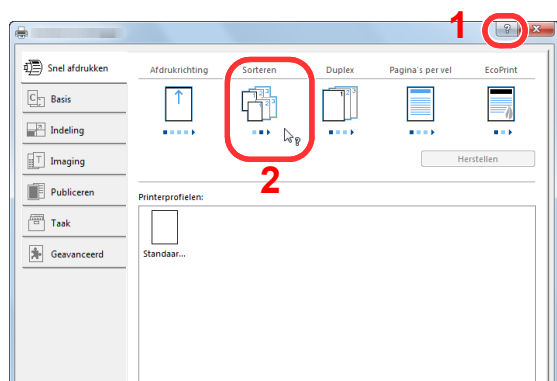 1
?
X
Snel afdrukken
Afdrukrichting
Sorteren
Duplex
Pagina's per vel
EcoPrint
Basis
Indeling
Imaging
Publiceren
Taak
Geavanceerd
2
Herstellen
Printerprofielen:
Standaar...